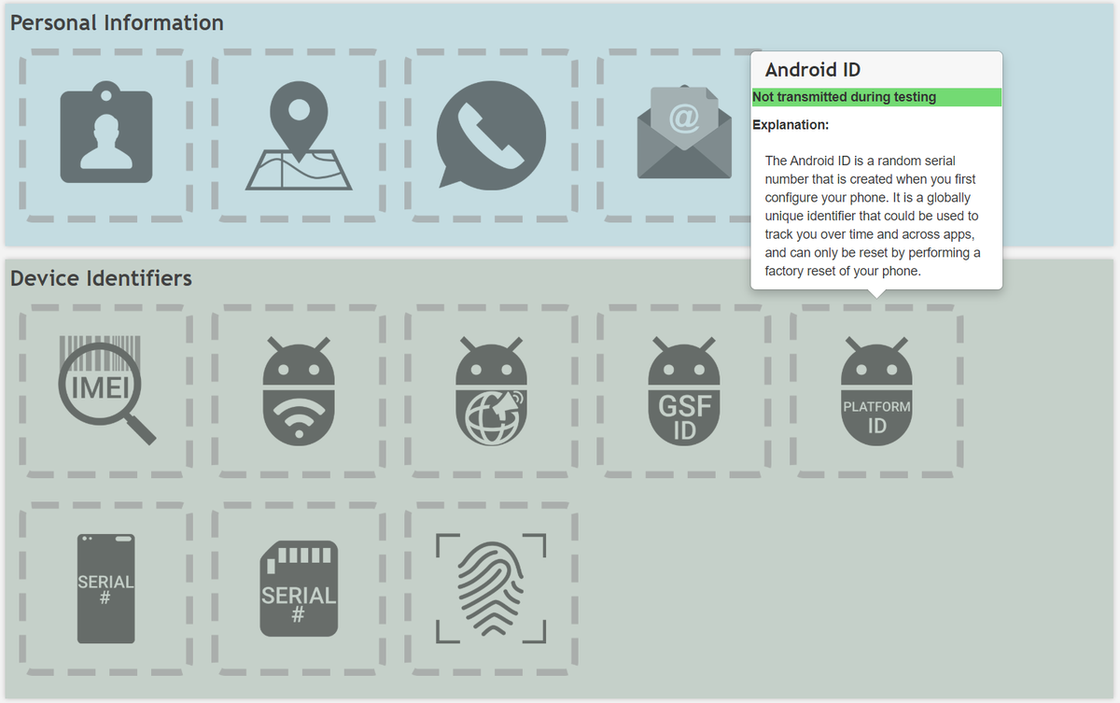 Personal Information
@
Android ID
Not transmitted during testing
Explanation:
The Android ID is a random serial
number that is created when you first
configure your phone. It is a globally
unique identifier that could be used to
track you over time and across apps,
and can only be reset by performing a
factory reset of your phone.
Device Identifiers
IMEI
GSF
ID
PLATFORM
ID
SERIAL
#
SERIAL
#